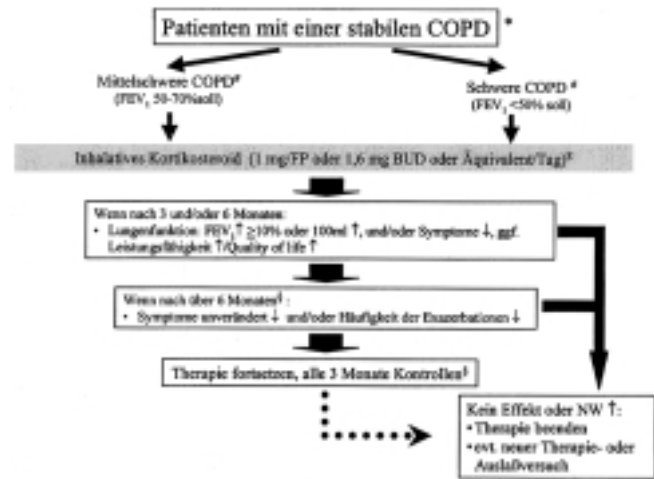 Patienten mit einer stabilen COPD *
Mittelschwere COPD#
(FEV₁ 50-70%soll)
Schwere COPD #
(FEV₁ <50% soll)
Inhalatives Kortikosteroid (1 mg/FP oder 1,6 mg BUD oder Äquivalent/Tag)
Wenn nach 3 und/oder 6 Monaten:
• Lungenfunktion: FEV₁↑ ≥10% oder 100ml ↑, und/oder Symptome ↓, ggf.
Leistungsfähigkeit ↑/Quality of life ↑
Wenn nach über 6 Monaten§ :
• Symptome unverändert ↓ und/oder Häufigkeit der Exazerbationen ↓
Therapie fortsetzen, alle 3 Monate Kontrollen§
Kein Effekt oder NW ↑:
•Therapie beenden
•evt. neuer Therapie- oder
Auslaßversuch